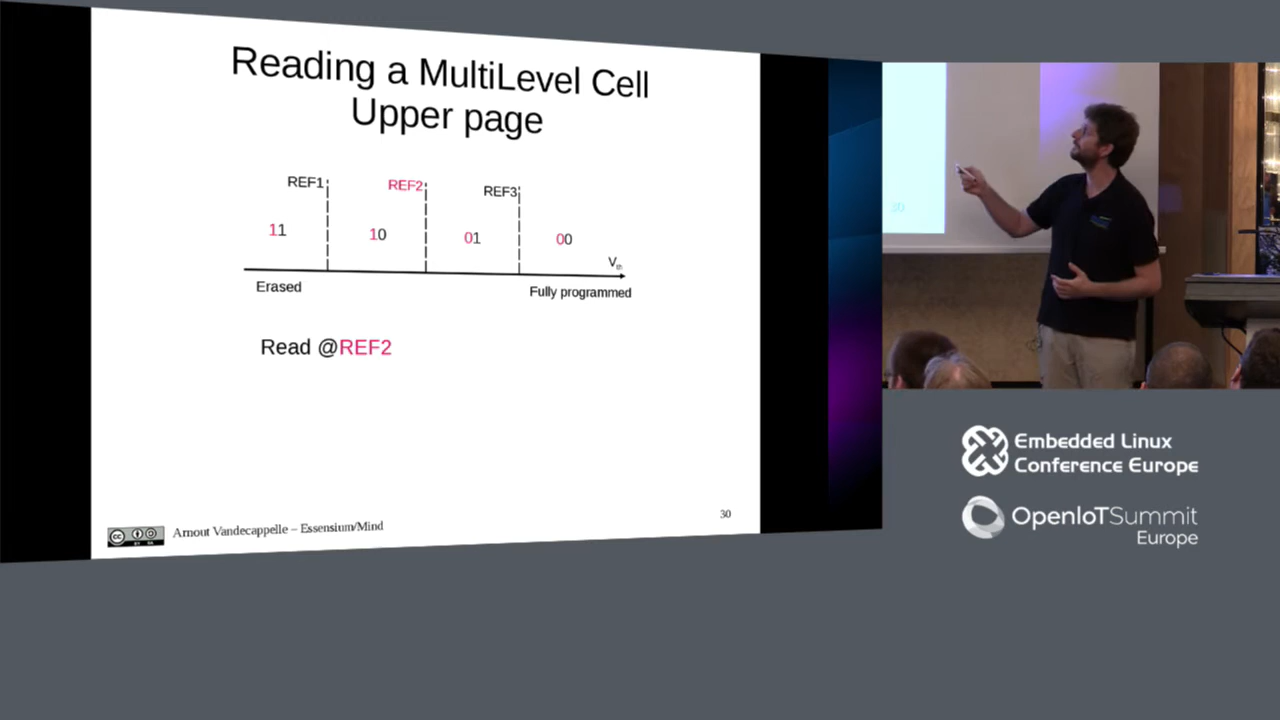 Reading a MultiLevel Cell
Upper page
REF1
REF2
REF3
11
10
01
00
Vth
Erased
Fully programmed
Read @REF2
Arnout Vandecappelle – Essensium/Mind
30
Embedded Linux
Conference Europe
OpenIoTSummit
Europe